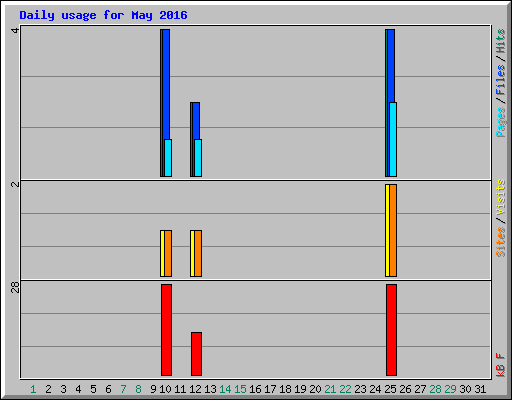 Daily usage for May 2016
4
Pages / Files / Hits
2
Sites / Visits
28
kB F
1 2 3 4 5 6 7 8 9 10 11 12 13 14 15 16 17 18 19 20 21 22 23 24 25 26 27 28 29 30 31